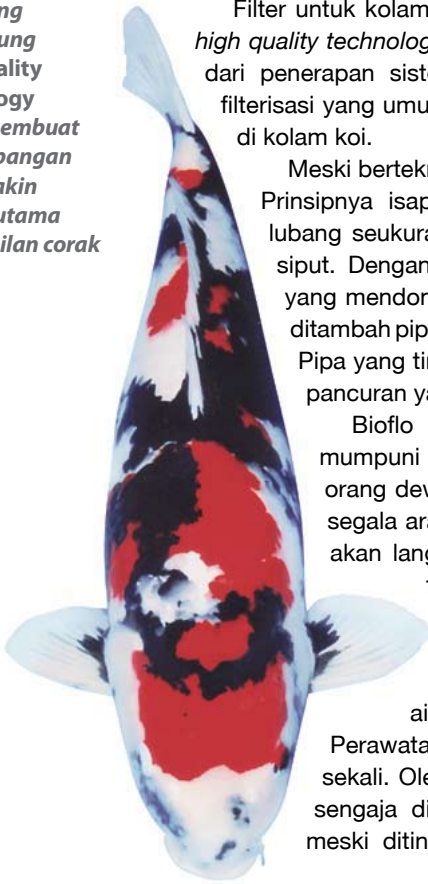 ng
ung
ality
ogy
embuat
bangan
akin
utama
ilan corak
Filter untuk kolam
high quality technolog
dari penerapan siste
filterisasi yang umu
di kolam koi.
Meski bertekn
Prinsipnya isap
lubang seukura
siput. Dengan
yang mendor
ditambah pip
Pipa yang tir
pancuran ya
Bioflo
mumpuni
orang dew
segala ara
akan lang
ai
Perawata
sekali. Ole
sengaja di
meski diting